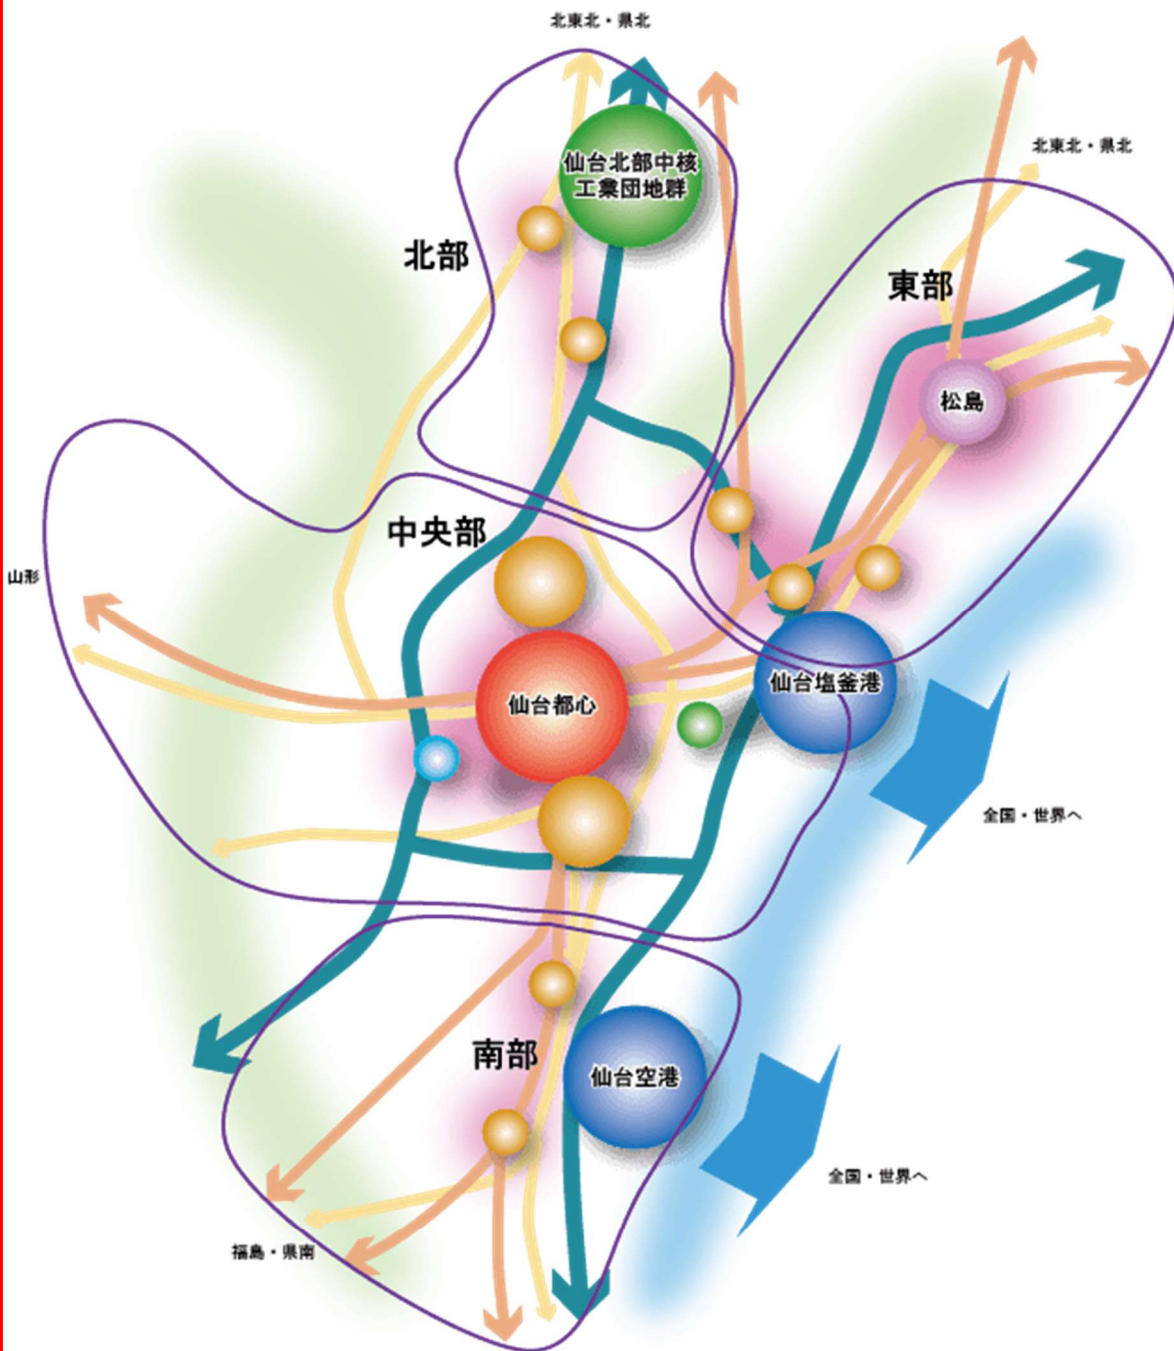 北東北・県北
北東北・県北
仙台北部中核
工業団地群
北部
東部
松島
中央部
山形
仙台都心
仙台塩釜港
全国・世界へ
南部
仙台空港
全国・世界へ
福島・県南